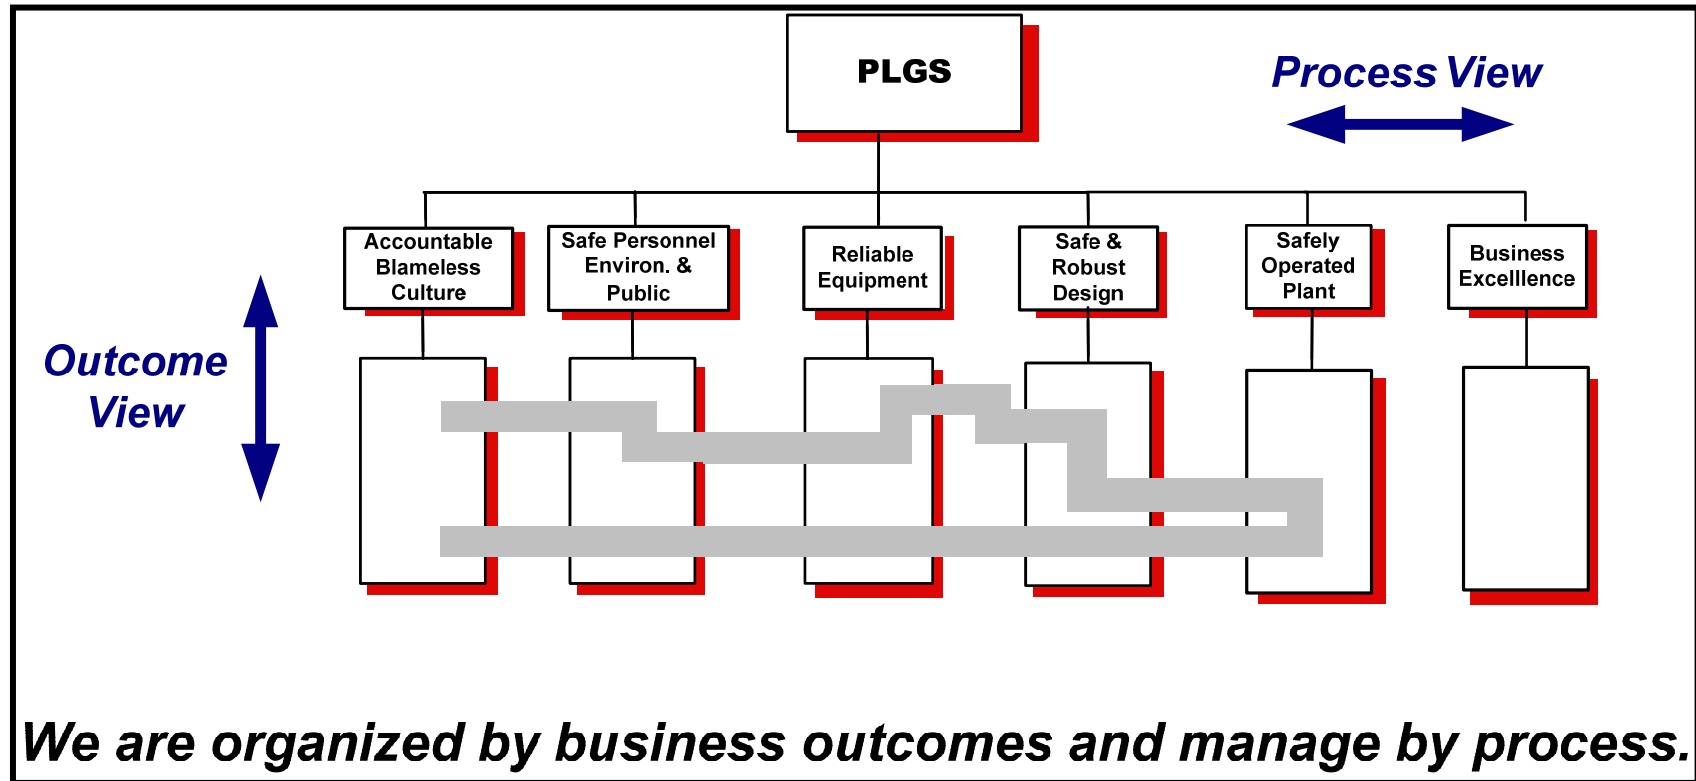 PLGS
Process View
Accountable
Blameless
Culture
Safe Personnel
Environ. &
Public
Reliable
Equipment
Safe &
Robust
Design
Safely
Operated
Plant
Business
Excelllence
Outcome
View
We are organized by business outcomes and manage by process.